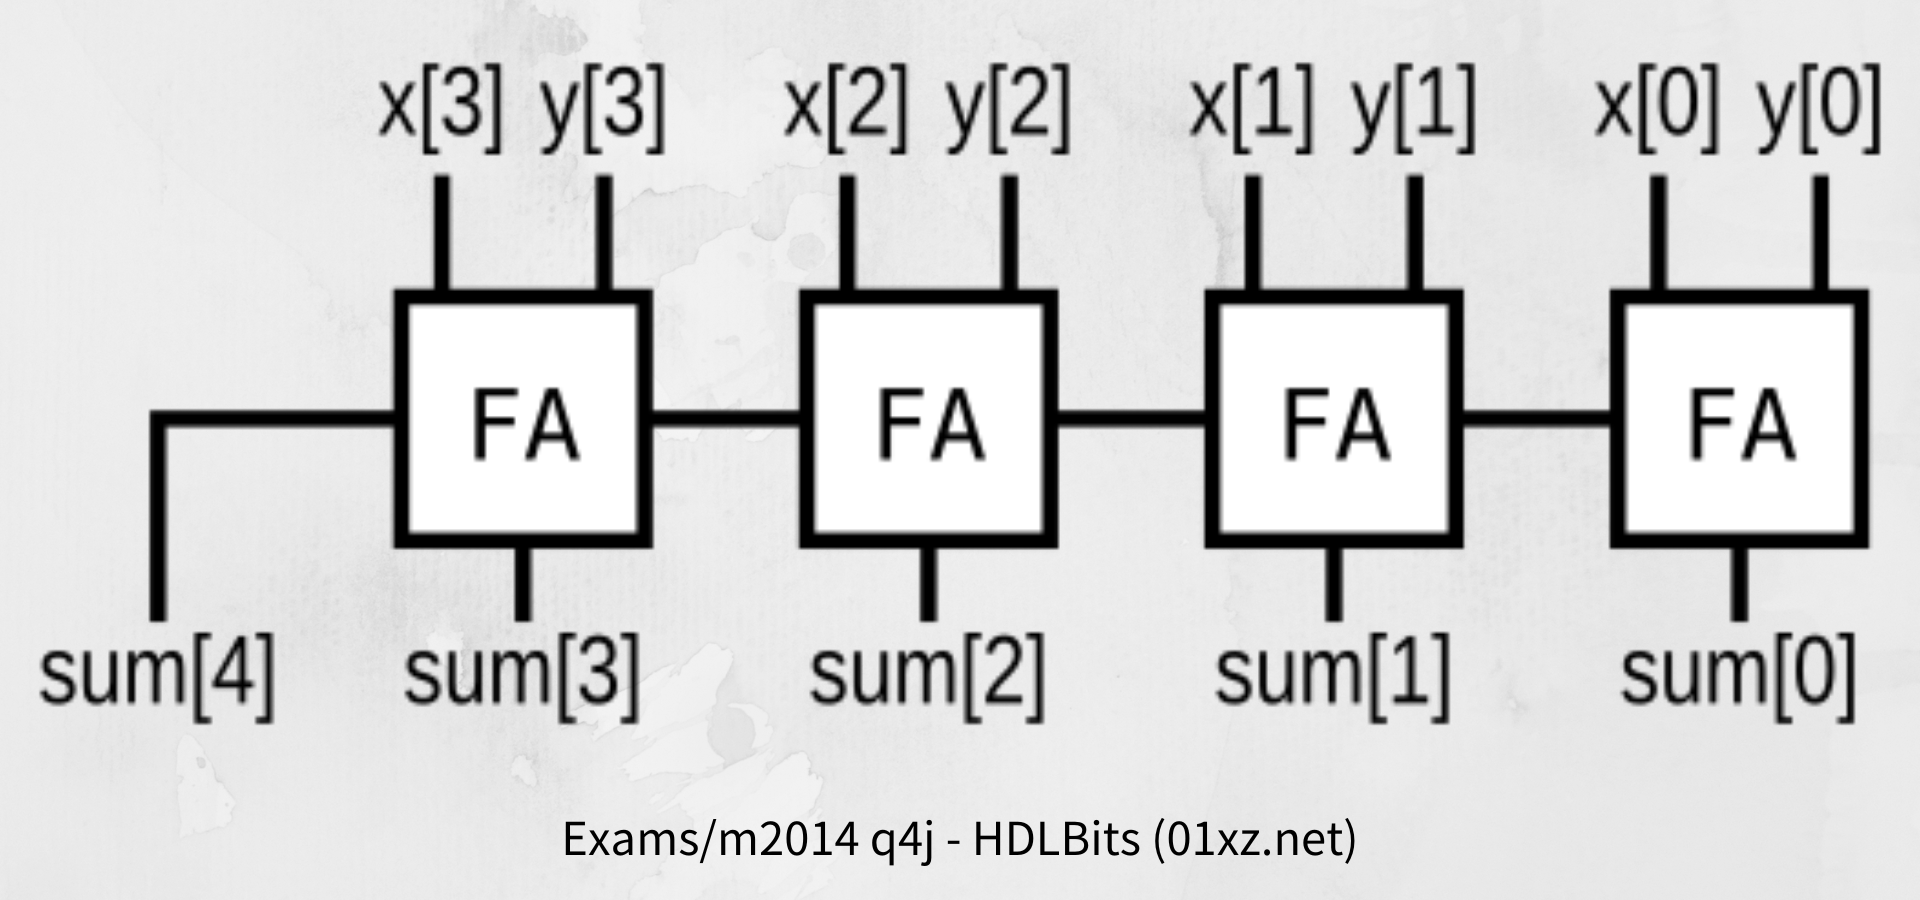 x[3] y[3] x[2] y[2] x[1] y[1] x[0] y[0]
FA FA FA FA
sum[4] sum[3] sum[2] sum[1] sum[0]
Exams/m2014 q4j - HDLBits (01xz.net)